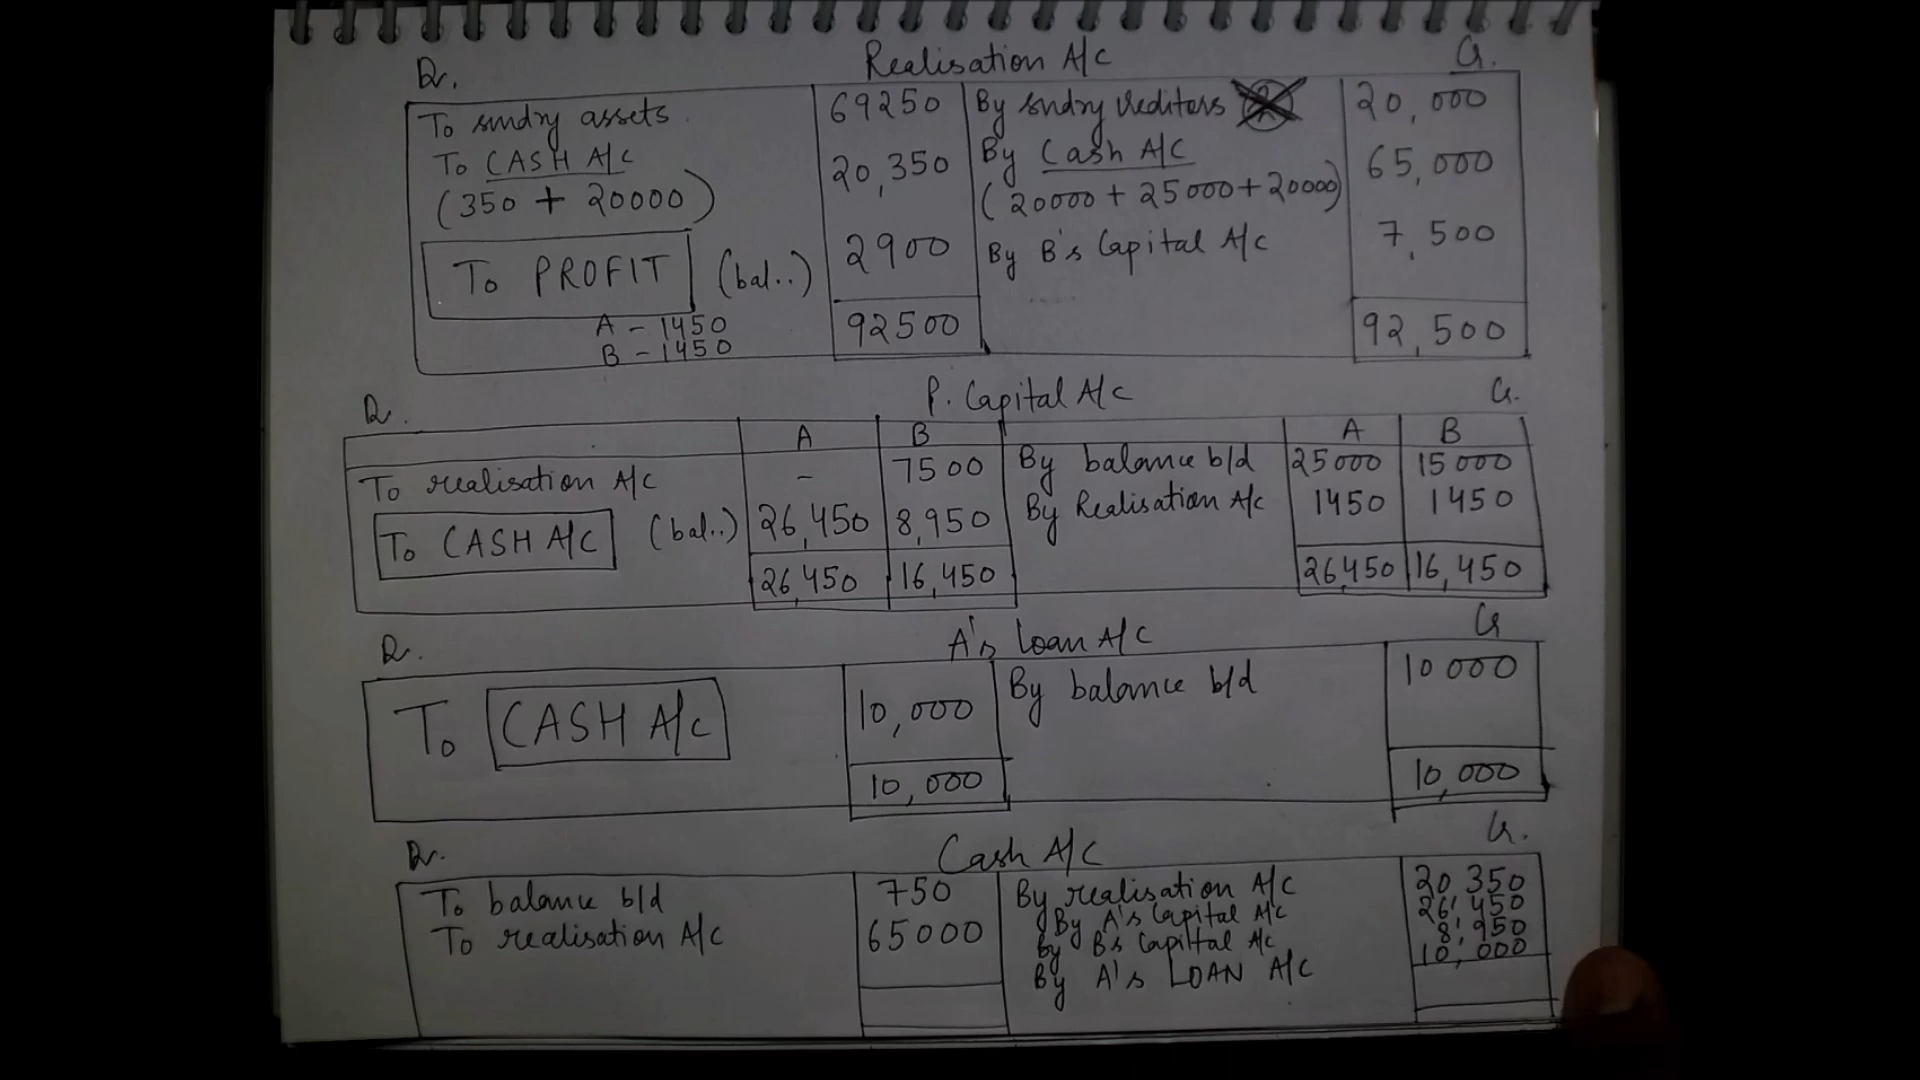 Realisation A/c
Dr. Cr.
To sundry assets 69250 By sndry creditors 20,000
To CASH A/C 20,350 By Cash A/C 65,000
(350 + 20000) (20000 + 25000 + 20000)
To PROFIT (bal..) 2900 By B's Capital A/c 7,500
A - 1450
B - 1450
92500 92,500
Dr. P. Capital A/c Cr.
A B A B
To realisation A/c - 7500 By balance b/d 25000 15000
To CASH A/C (bal..) 26,450 8,950 By Realisation A/c 1450 1450
26,450 16,450 26,450 16,450
Dr. A's Loan A/C Cr
To CASH A/c 10,000 By balance b/d 10000
10,000 10,000
Dr. Cash A/c Cr.
To balance b/d 750 By realisation A/c 20,350
To realisation A/c 65000 By A's Capital A/c 26,450
By B's Capiltal A/c 8,950
By A's LOAN A/C 10,000